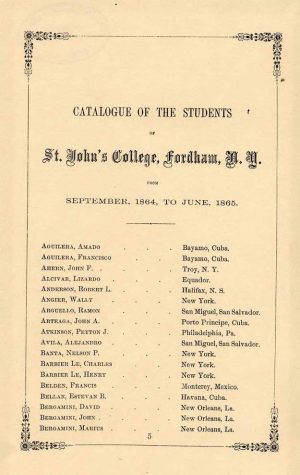 CATALOGUE OF THE STUDENTS
OF
St. John's College, Fordham, N. Y.
FROM
SEPTEMBER, 1864, TO JUNE, 1865.
AGUILERA, AMADO . . . Bayamo, Cuba.
AGUILERA, FRANCISCO . . . Bayamo, Cuba.
AHERN, JOHN F. . . . Troy, N. Y.
ALCIVAR, LIZARDO . . . Equador.
ANDERSON, ROBERT L. . . . Halifax, N. S.
ANGIER, WALLY . . . New York.
ARGUELLO, RAMON . . . San Miguel, San Salvador.
ARTEAGA, JOHN A. . . . Porto Principe, Cuba.
ATKINSON, PEYTON J. . . . Philadelphia, Pa.
AVILA, ALEJANDRO . . . San Miguel, San Salvador.
BANTA, NELSON P. . . . New York.
BARBIER LE, CHARLES . . . New York.
BARBIER LE, HENRY . . . New York.
BELDEN, FRANCIS . . . Monterey, Mexico.
BELLAN, ESTEVAN B. . . . Havana, Cuba.
BERGAMINI, DAVID . . . New Orleans, La.
BERGAMINI, JOHN . . . New Orleans, La.
BERGAMINI, MARIUS . . . New Orleans, La.
5